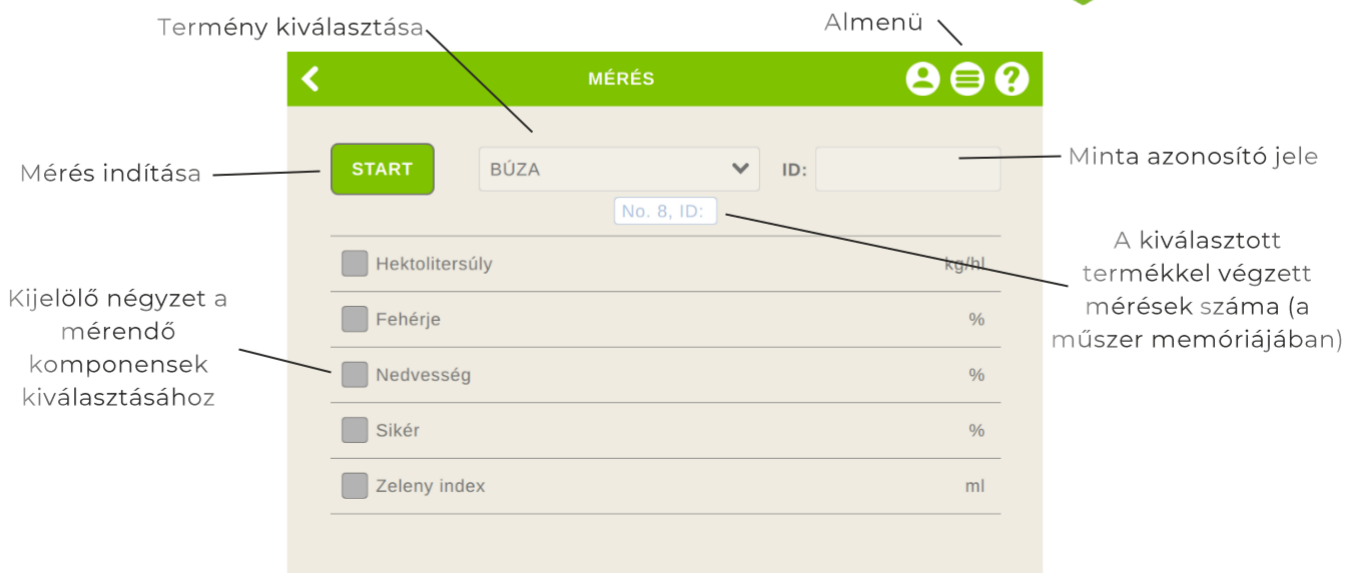 Termény kiválasztása
Almenü
MÉRÉS
?
Mérés indítása
START
BÚZA
ID:
Minta azonosító jele
No. 8, ID:
A kiválasztott
termékkel végzett
mérések száma (a
műszer memóriájában)
Kijelölő négyzet a
mérendő
komponensek
kiválasztásához
Hektolitersúly kg/hl
Fehérje %
Nedvesség %
Sikér %
Zeleny index ml